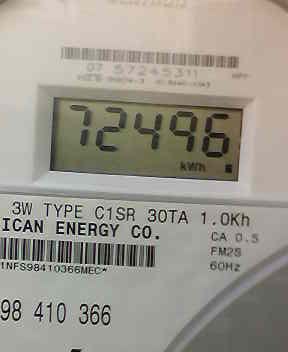 07 57245311
72496
kWh
3W TYPE C1SR 30TA 1.0Kh
ICAN ENERGY CO.
CA 0.5
FM2S
60Hz
1NFS98410366MEC*
98 410 366